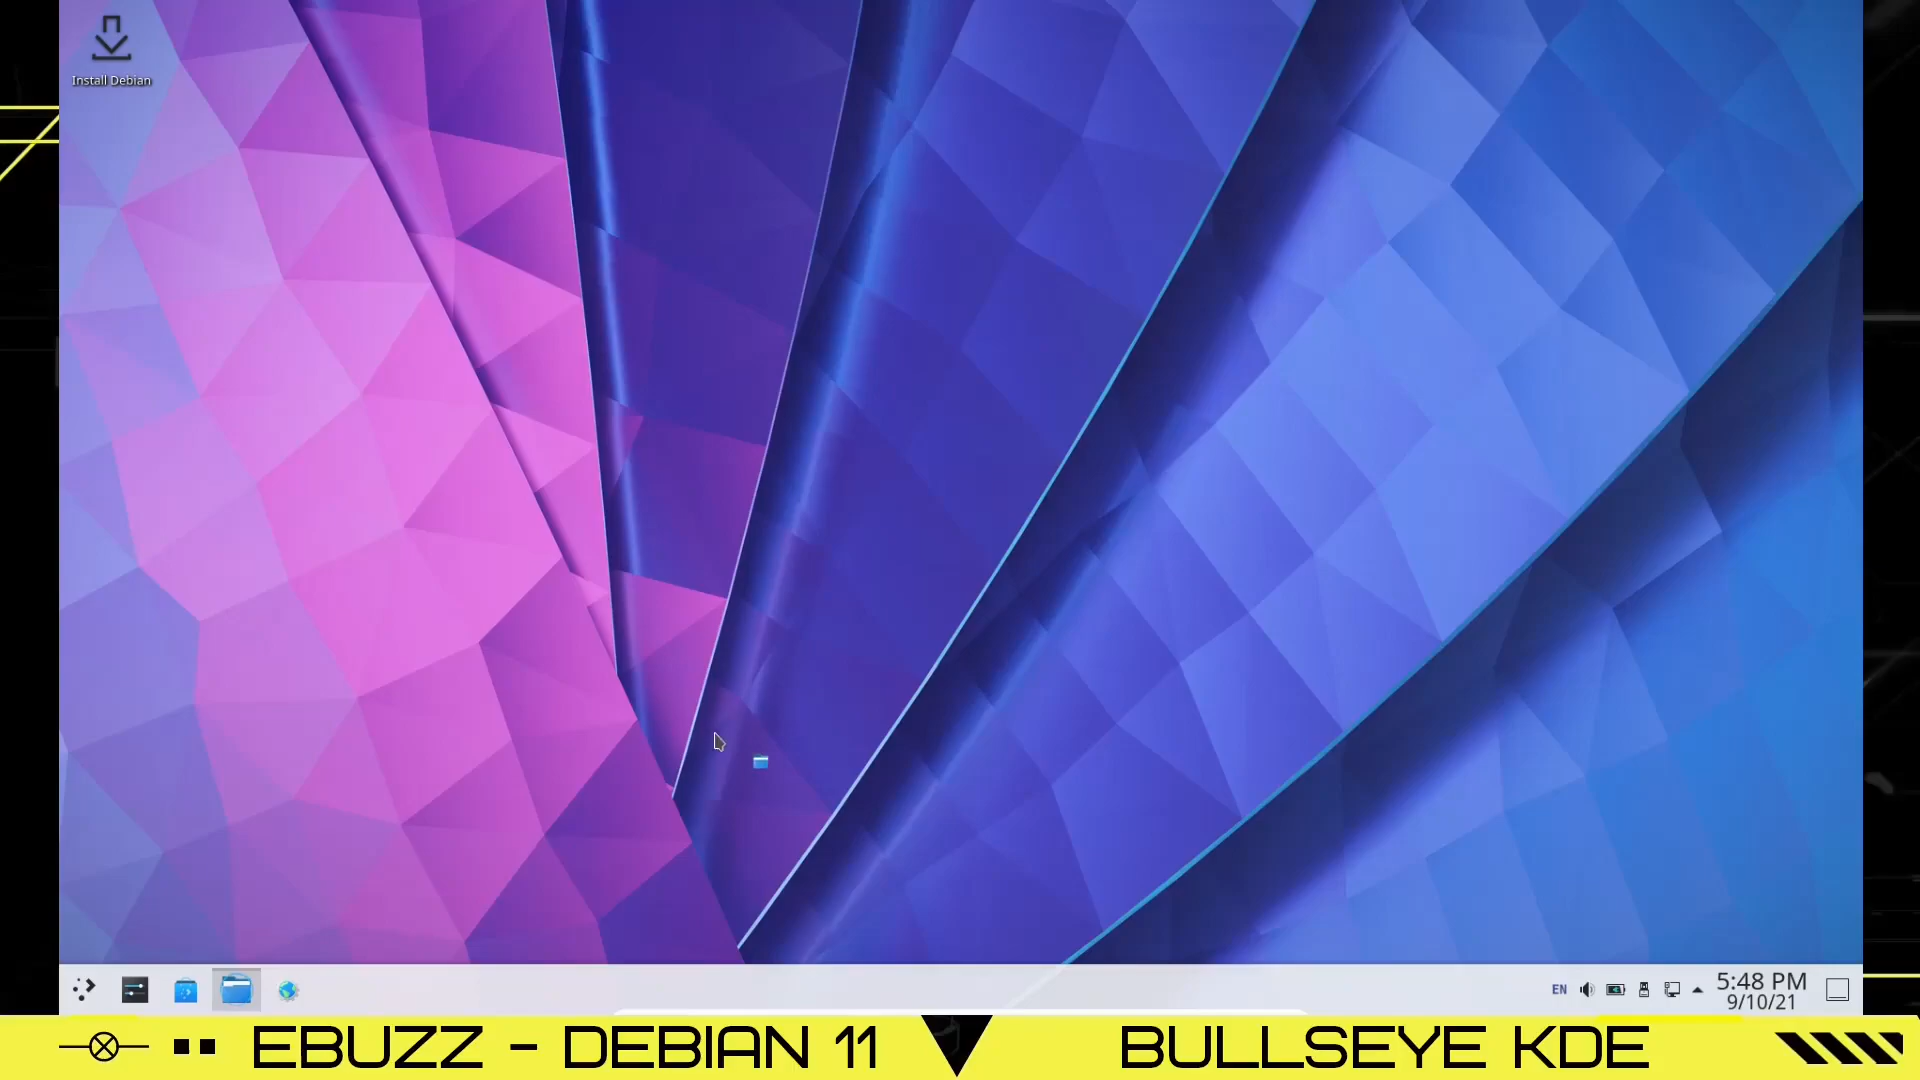 Install Debian
EN
5:48 PM
9/10/21
EBUZZ - DEBIAN 11
BULLSEYE KDE